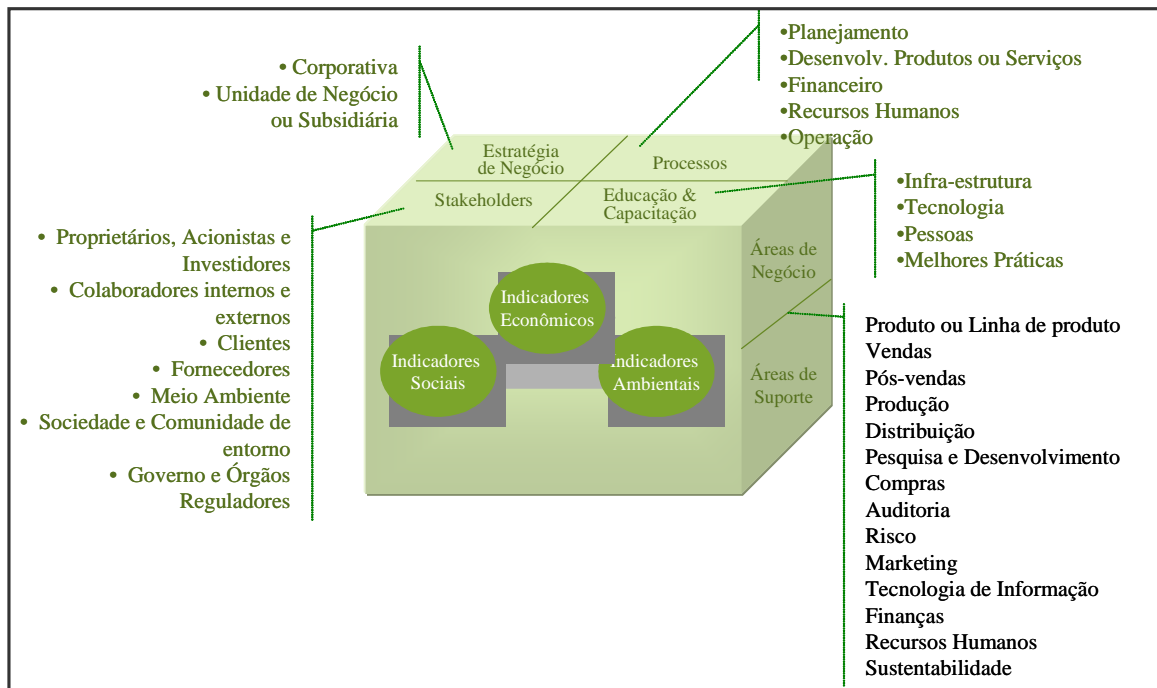 •Planejamento
•Desenvolv. Produtos ou Serviços
•Financeiro
•Recursos Humanos
•Operação
• Corporativa
• Unidade de Negócio
ou Subsidiária
Estratégia
de Negócio
Processos
Stakeholders
Educação &
Capacitação
•Infra-estrutura
•Tecnologia
•Pessoas
•Melhores Práticas
• Proprietários, Acionistas e
Investidores
• Colaboradores internos e
externos
• Clientes
• Fornecedores
• Meio Ambiente
• Sociedade e Comunidade de
entorno
• Governo e Órgãos
Reguladores
Indicadores
Econômicos
Indicadores
Sociais
Indicadores
Ambientais
Áreas de
Negócio
Áreas de
Suporte
Produto ou Linha de produto
Vendas
Pós-vendas
Produção
Distribuição
Pesquisa e Desenvolvimento
Compras
Auditoria
Risco
Marketing
Tecnologia de Informação
Finanças
Recursos Humanos
Sustentabilidade